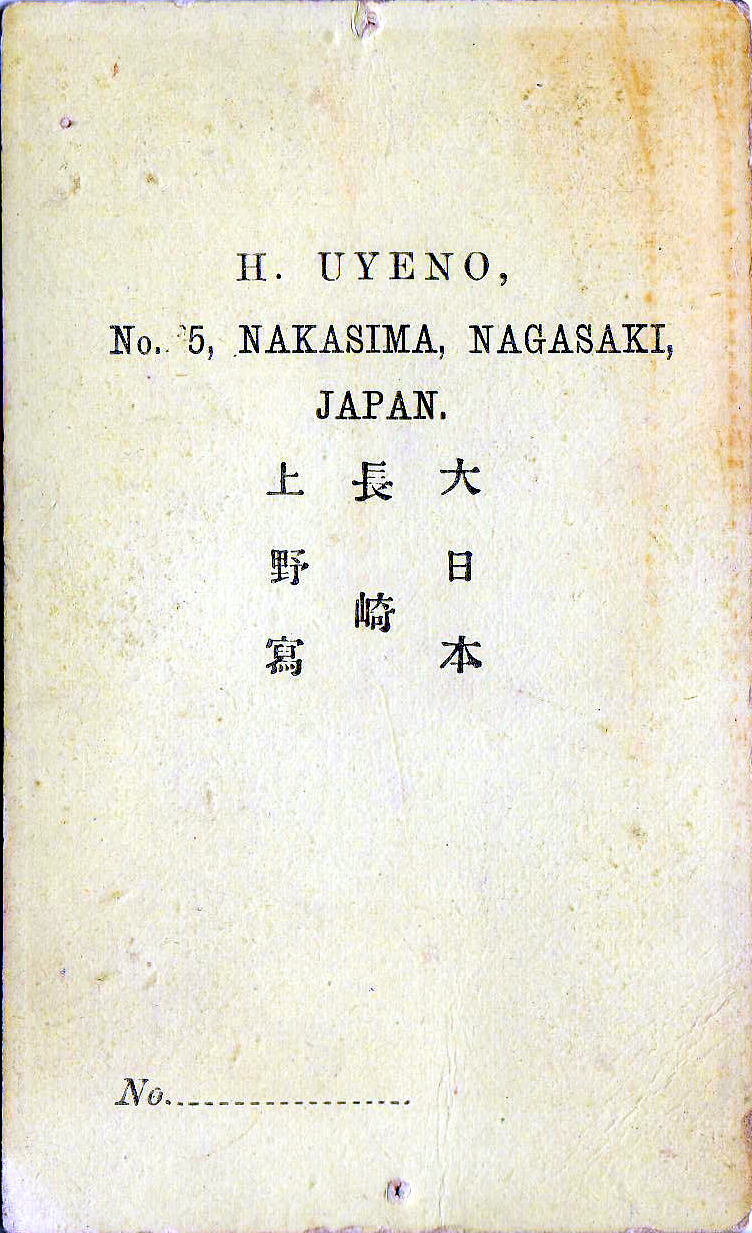 H. UYENO,
No. 5, NAKASIMA, NAGASAKI,
JAPAN.
大日本
長崎
上野寫
No.